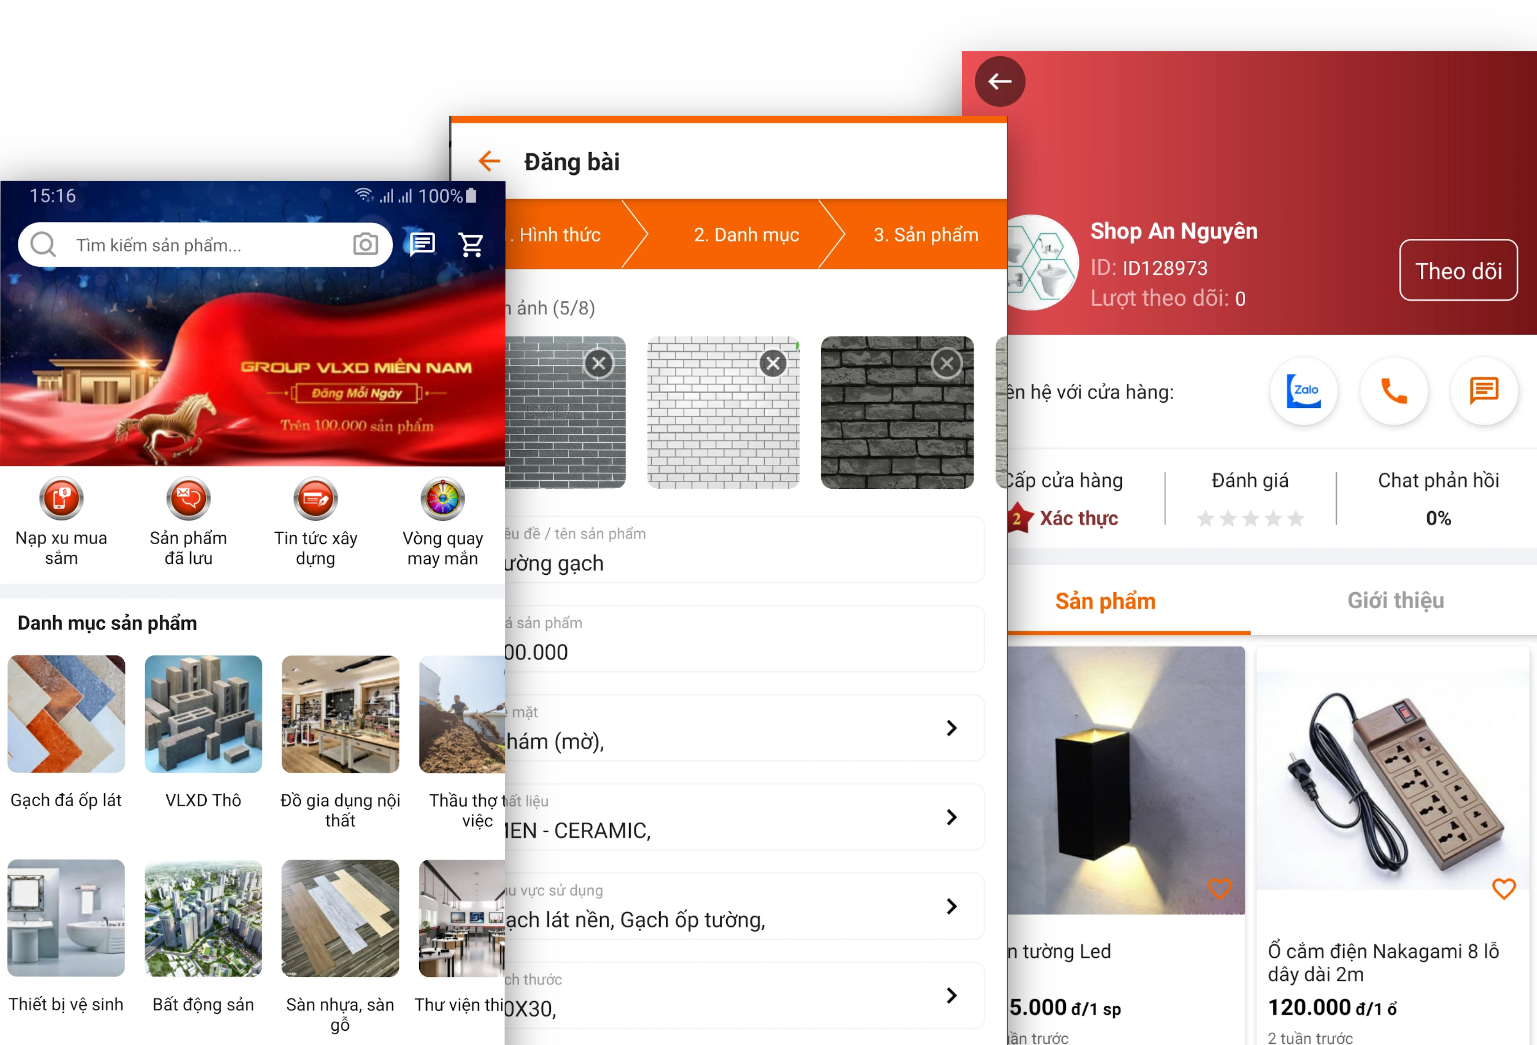 15:16
100%
Tìm kiếm sản phẩm...
GROUP VLXD MIỀN NAM
Đăng Mỗi Ngày
Trên 100.000 sản phẩm
Nạp xu mua
sắm
Sản phẩm
đã lưu
Tin tức xây
dựng
Vòng quay
may mắn
Danh mục sản phẩm
Gạch đá ốp lát
VLXD Thô
Đồ gia dụng nội
thất
Thầu thợ
việc
Thiết bị vệ sinh
Bất động sản
Sàn nhựa, sàn
gỗ
Thư viện thi
Đăng bài
. Hình thức
2. Danh mục
3. Sản phẩm
ảnh (5/8)
đề / tên sản phẩm
ường gạch
sản phẩm
00.000
mặt
hám (mờ),
ất liệu
MEN - CERAMIC,
u vực sử dụng
ạch lát nền, Gạch ốp tường,
ch thước
0X30,
Shop An Nguyên
ID: ID128973
Lượt theo dõi: 0
Theo dõi
ên hệ với cửa hàng:
Zalo
Cấp cửa hàng
2 Xác thực
Đánh giá
Chat phản hồi
0%
Sản phẩm
Giới thiệu
n tường Led
5.000 đ/1 sp
ần trước
Ổ cắm điện Nakagami 8 lỗ
dây dài 2m
120.000 đ/1 ổ
2 tuần trước